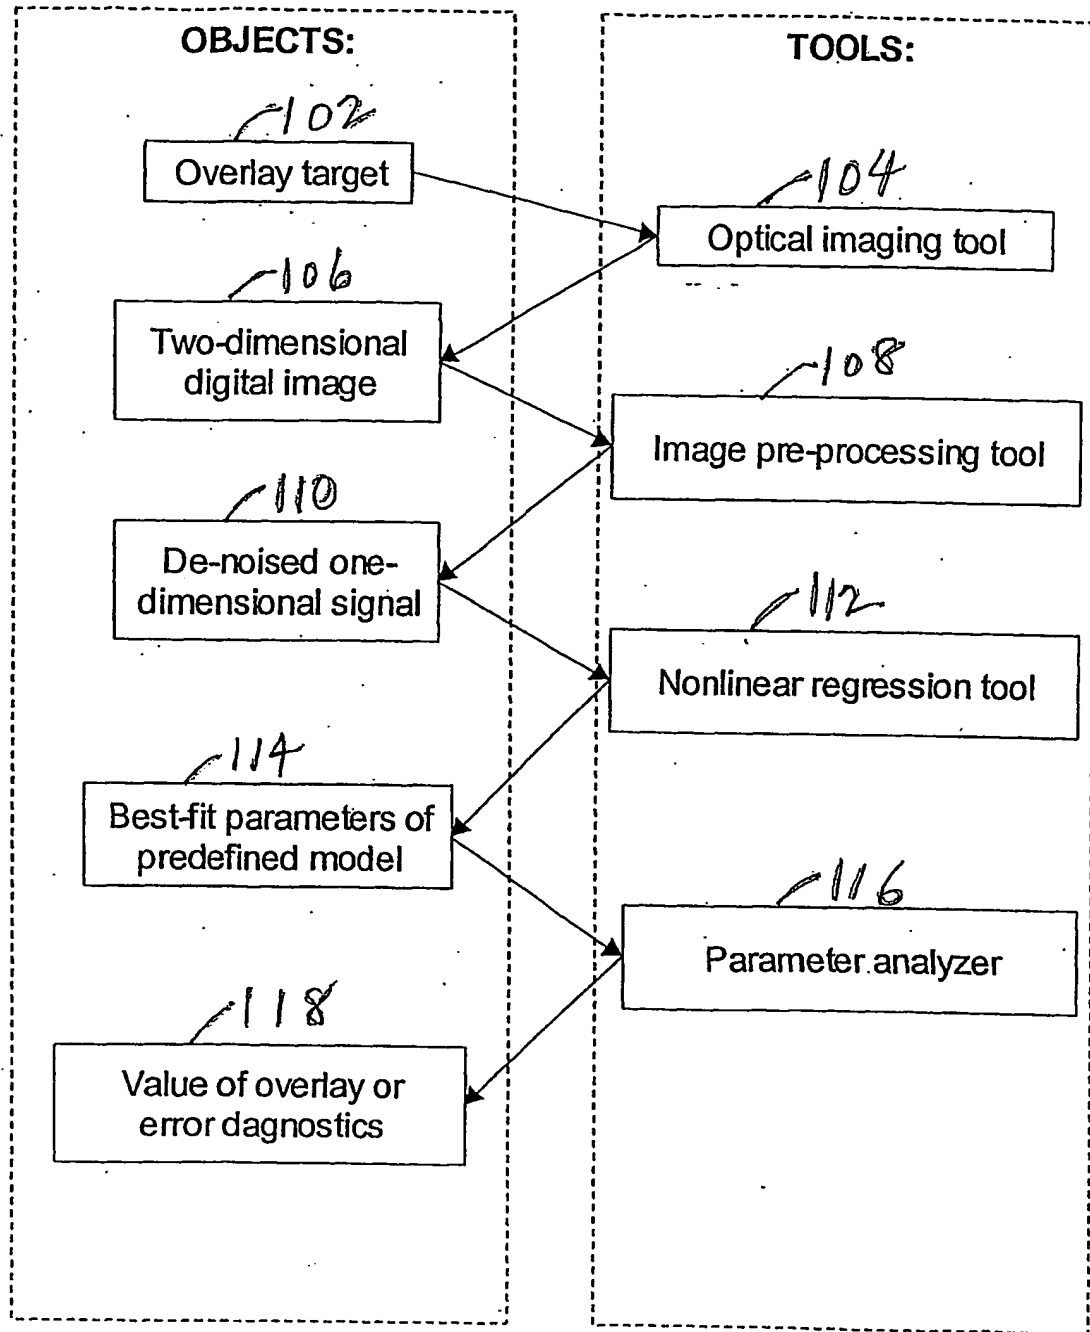 OBJECTS:
TOOLS:
102
Overlay target
104
Optical imaging tool
106
Two-dimensional
digital image
108
Image pre-processing tool
110
De-noised one-
dimensional signal
112
Nonlinear regression tool
114
Best-fit parameters of
predefined model
116
Parameter analyzer
118
Value of overlay or
error dagnostics